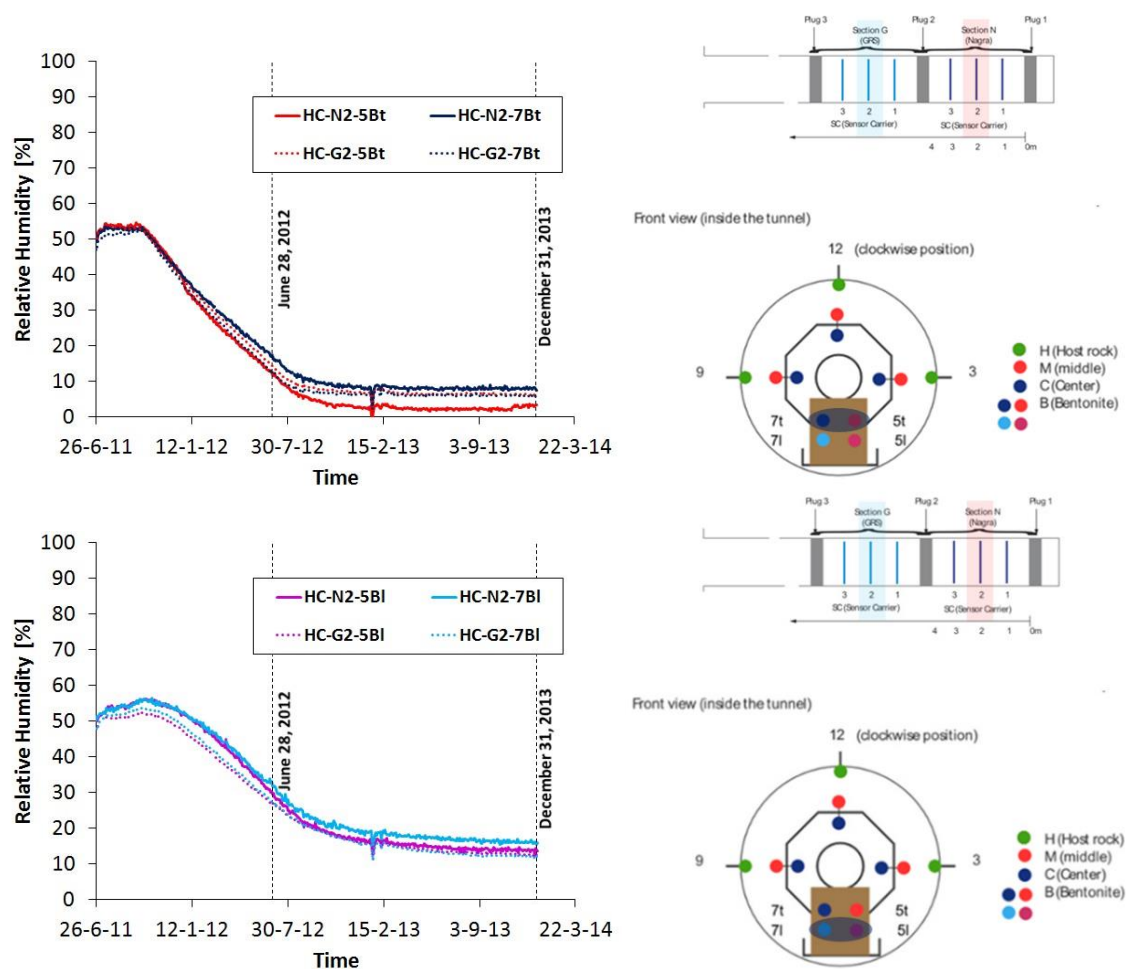 100
90
80
70
60
50
40
30
20
10
0
Relative Humidity [%]
HC-N2-5Bt
HC-N2-7Bt
HC-G2-5Bt
HC-G2-7Bt
June 28, 2012
December 31, 2013
26-6-11
12-1-12
30-7-12
15-2-13
3-9-13
22-3-14
Time
Plug 3
Section G
(GRS)
Plug 2
Section N
(Nagra)
Plug 1
3
2
1
3
2
1
SC (Sensor Carrier)
SC (Sensor Carrier)
4
3
2
1
0m
Front view (inside the tunnel)
12 (clockwise position)
9
3
7t
5t
7l
5l
H (Host rock)
M (middle)
C (Center)
B (Bentonite)
100
90
80
70
60
50
40
30
20
10
0
Relative Humidity [%]
HC-N2-5Bl
HC-N2-7Bl
HC-G2-5Bl
HC-G2-7Bl
June 28, 2012
December 31, 2013
26-6-11
12-1-12
30-7-12
15-2-13
3-9-13
22-3-14
Time
Plug 3
Section G
(GRS)
Plug 2
Section N
(Nagra)
Plug 1
3
2
1
3
2
1
SC (Sensor Carrier)
SC (Sensor Carrier)
4
3
2
1
0m
Front view (inside the tunnel)
12 (clockwise position)
9
3
7t
5t
7l
5l
H (Host rock)
M (middle)
C (Center)
B (Bentonite)